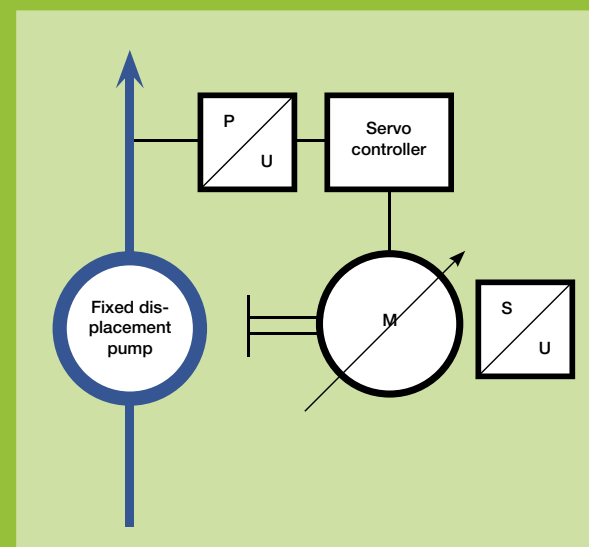 P
U
Servo
controller
Fixed dis-
placement
pump
M
S
U